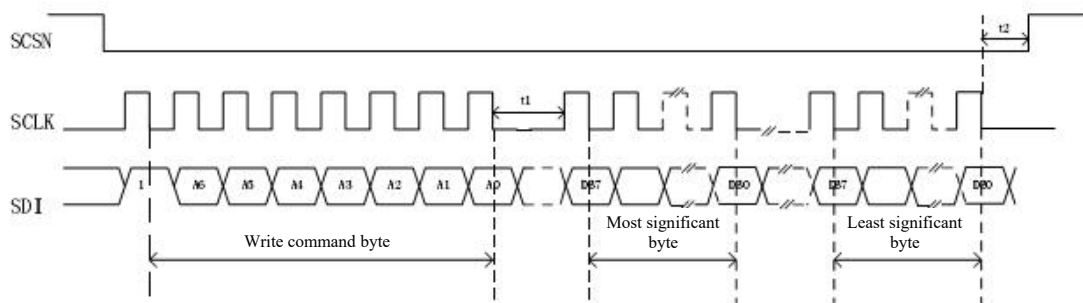 SCSN
t2
SCLK
t1
SDI
1 A6 A5 A4 A3 A2 A1 A0 DB7 DB0 DB7 DB0
Write command byte
Most significant
byte
Least significant
byte